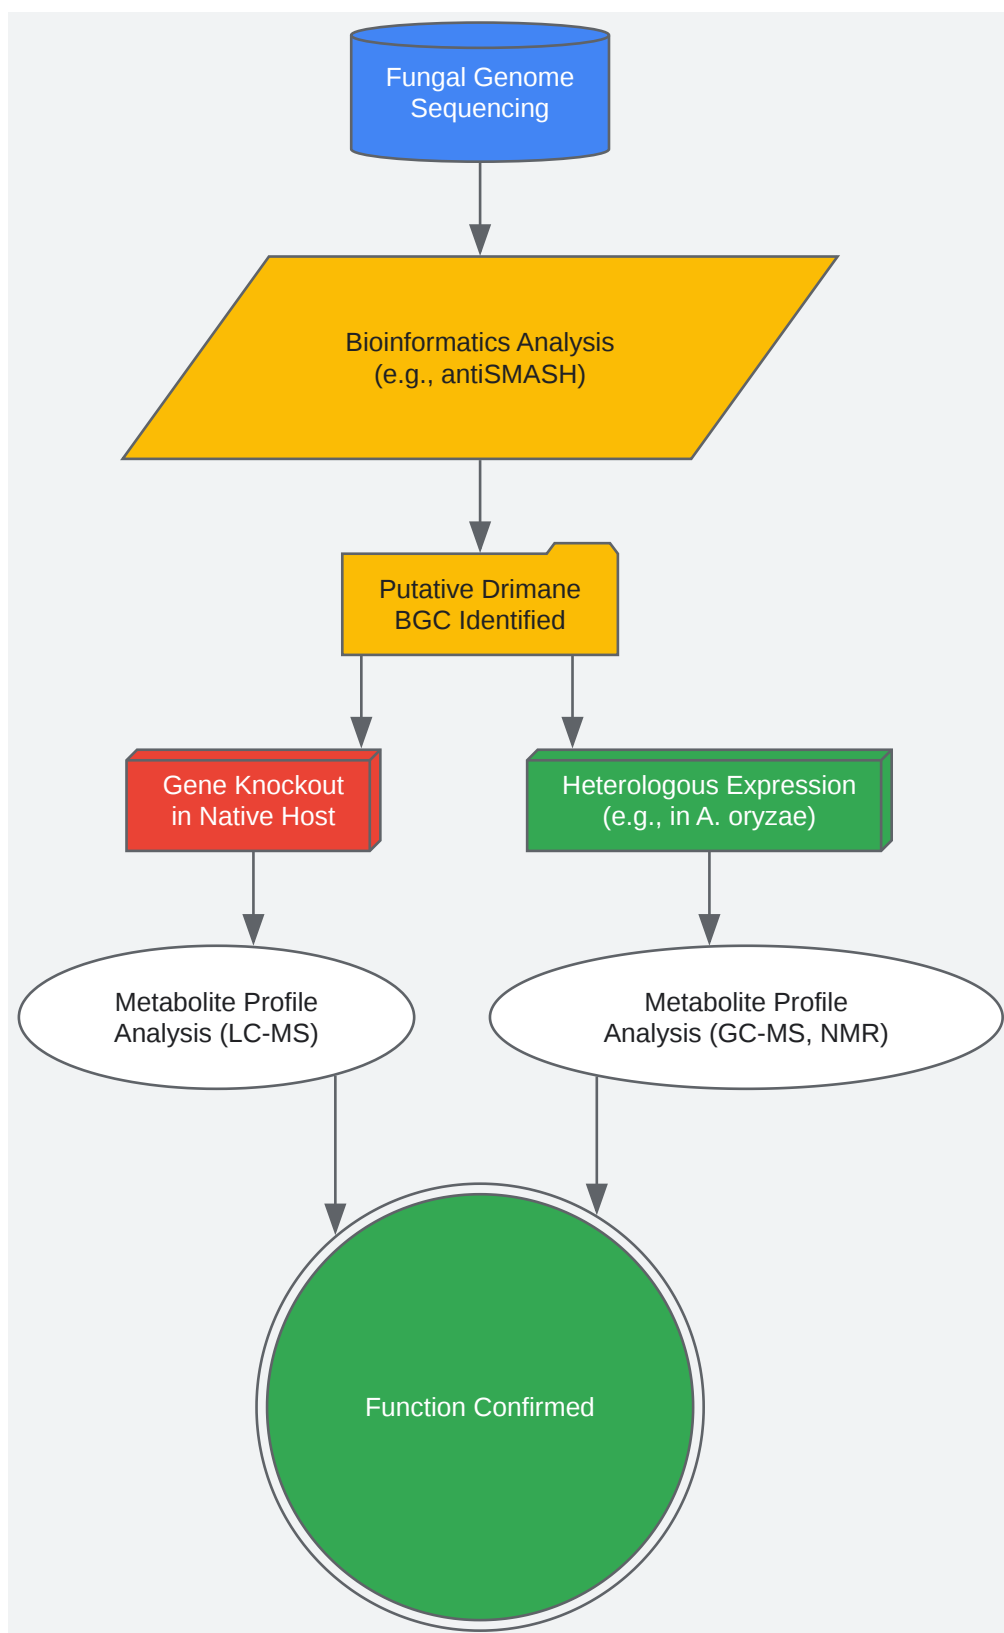 Fungal Genome
Sequencing
Bioinformatics Analysis
(e.g., antiSMASH)
Putative Drimane
BGC Identified
Gene Knockout
in Native Host
Heterologous Expression
(e.g., in A. oryzae)
Metabolite Profile
Analysis (LC-MS)
Metabolite Profile
Analysis (GC-MS, NMR)
Function Confirmed